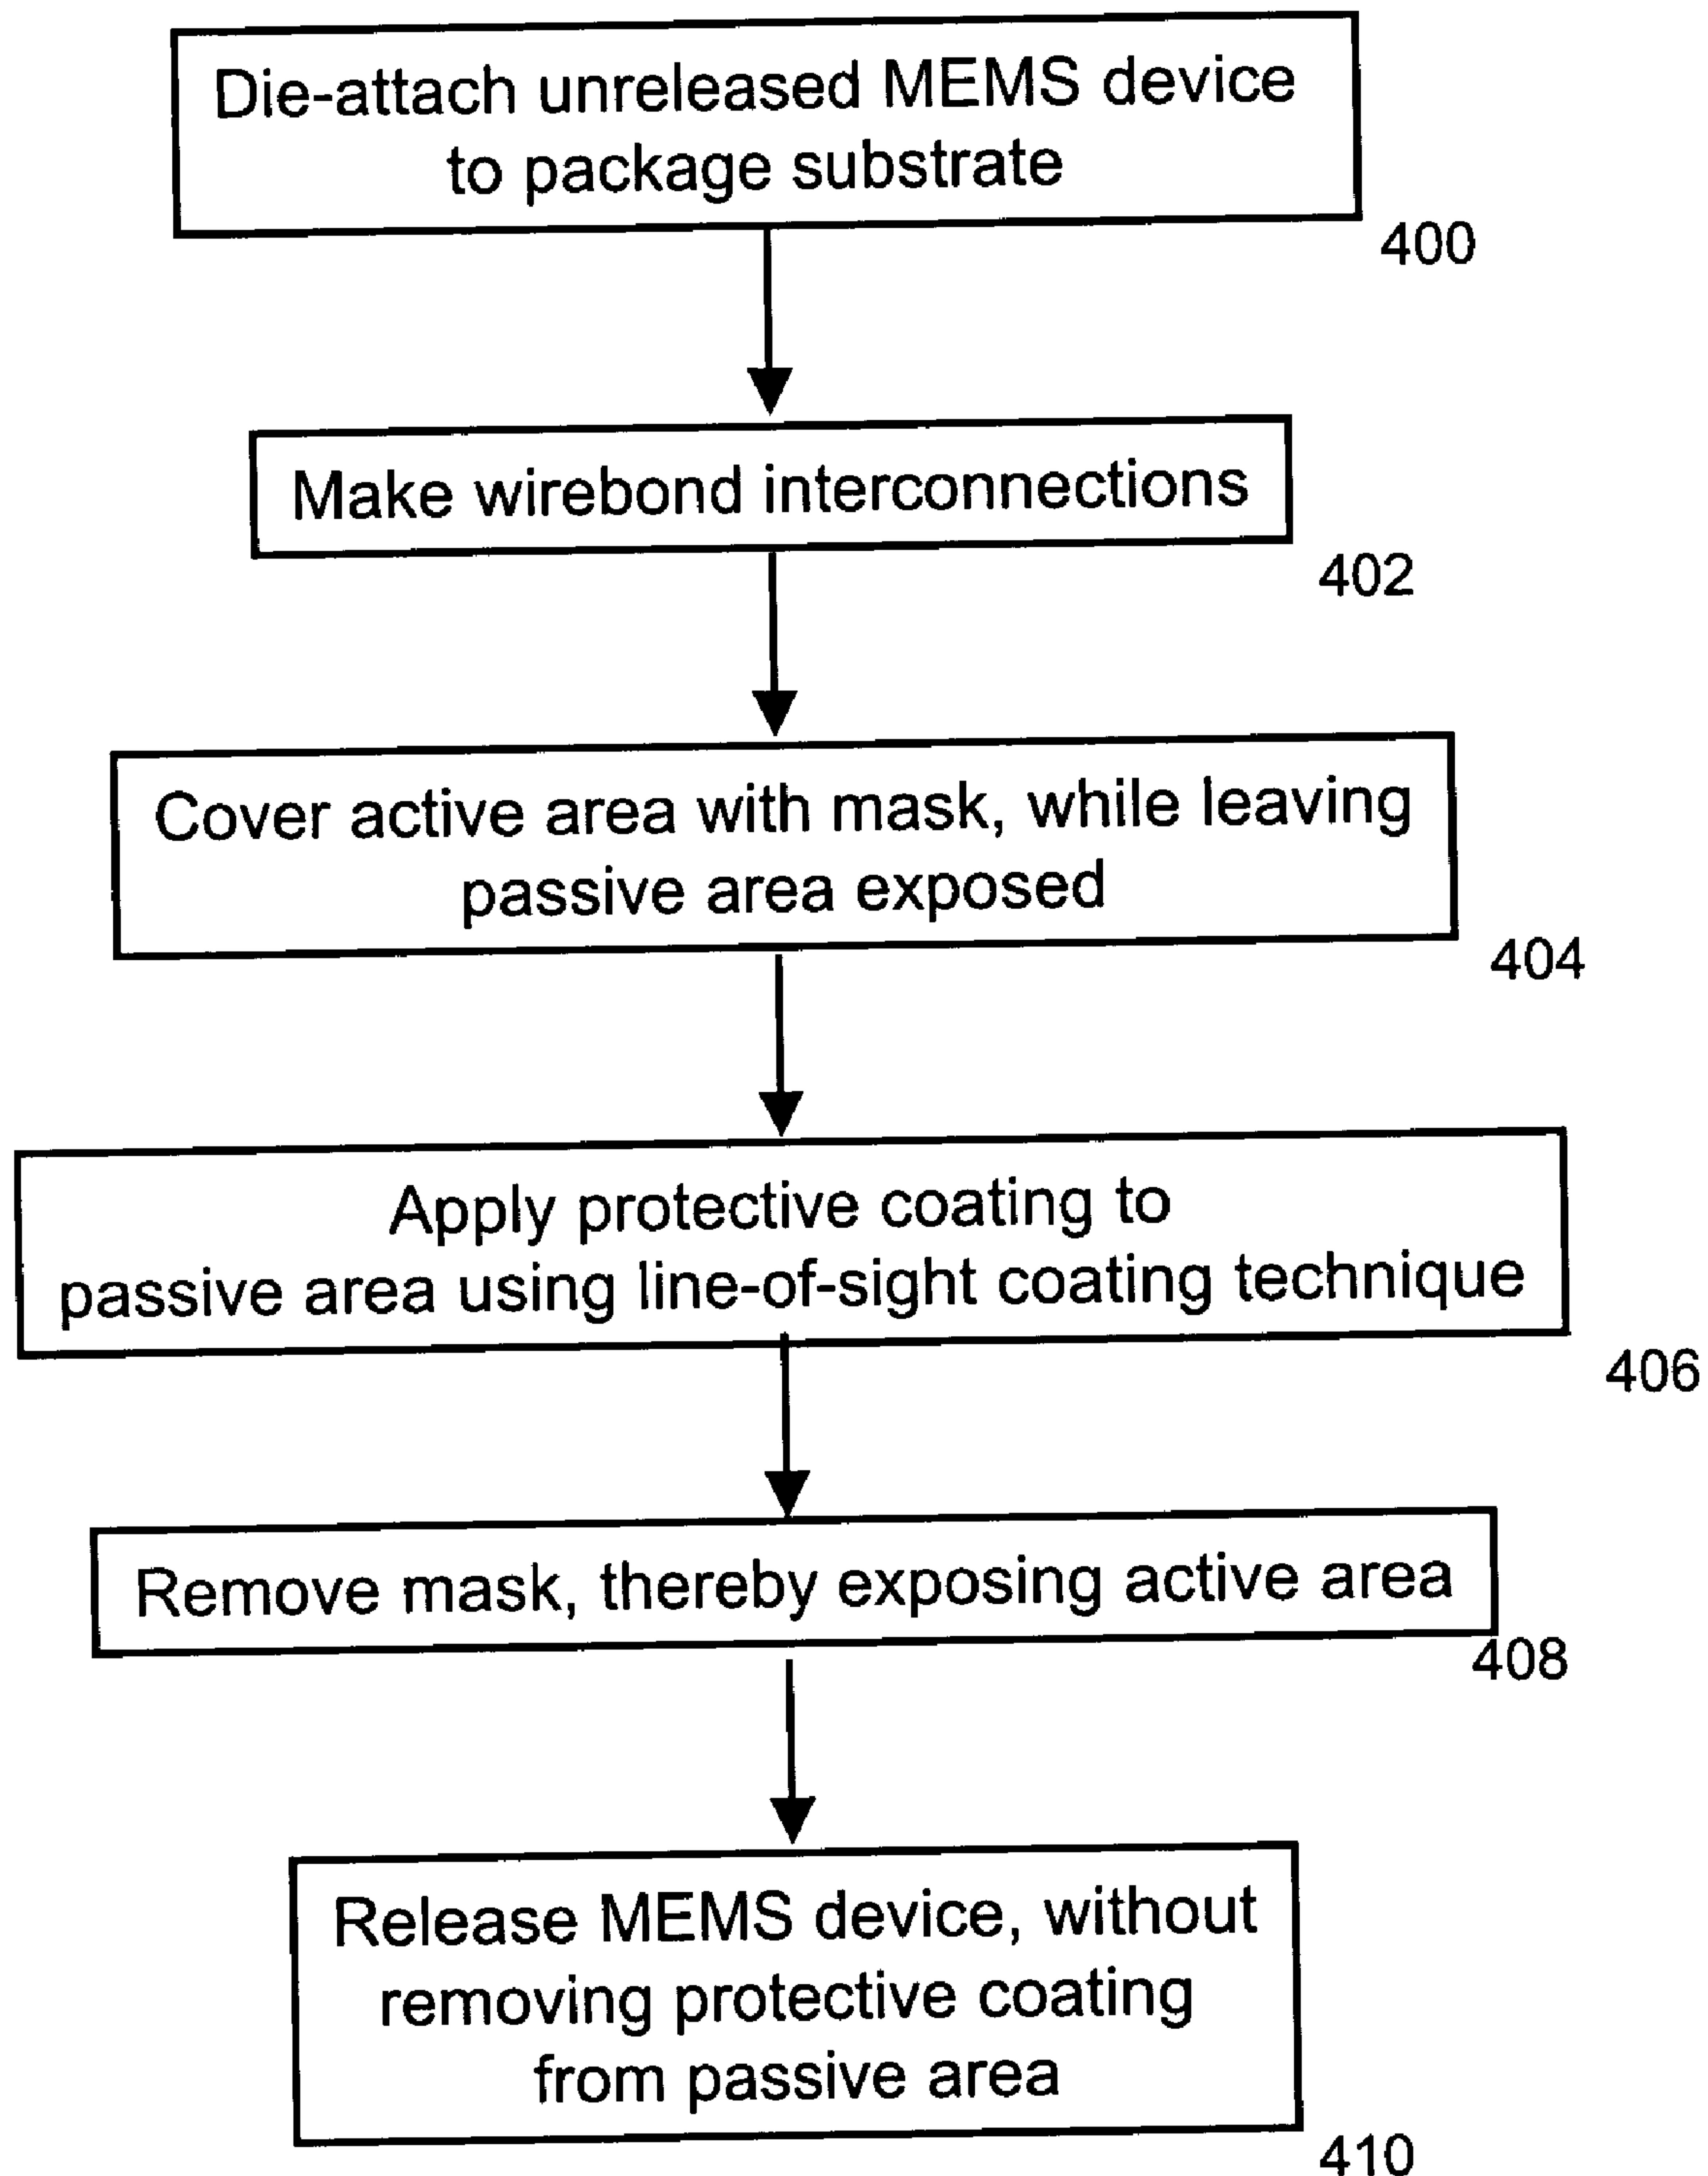 Die-attach unreleased MEMS device
to package substrate
400
Make wirebond interconnections
402
Cover active area with mask, while leaving
passive area exposed
404
Apply protective coating to
passive area using line-of-sight coating technique
406
Remove mask, thereby exposing active area
408
Release MEMS device, without
removing protective coating
from passive area
410